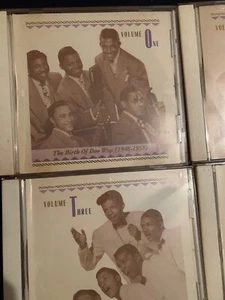 VOLUME ONE
The Birth Of Doo Wop
VOLUME THREE